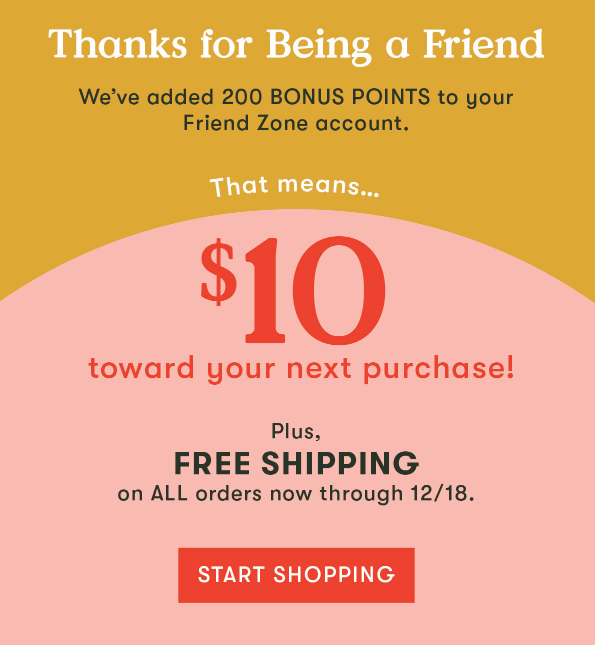 Thanks for Being a Friend
We've added 200 BONUS POINTS to your
Friend Zone account.
That means...
$10
toward your next purchase!
Plus,
FREE SHIPPING
on ALL orders now through 12/18.
START SHOPPING